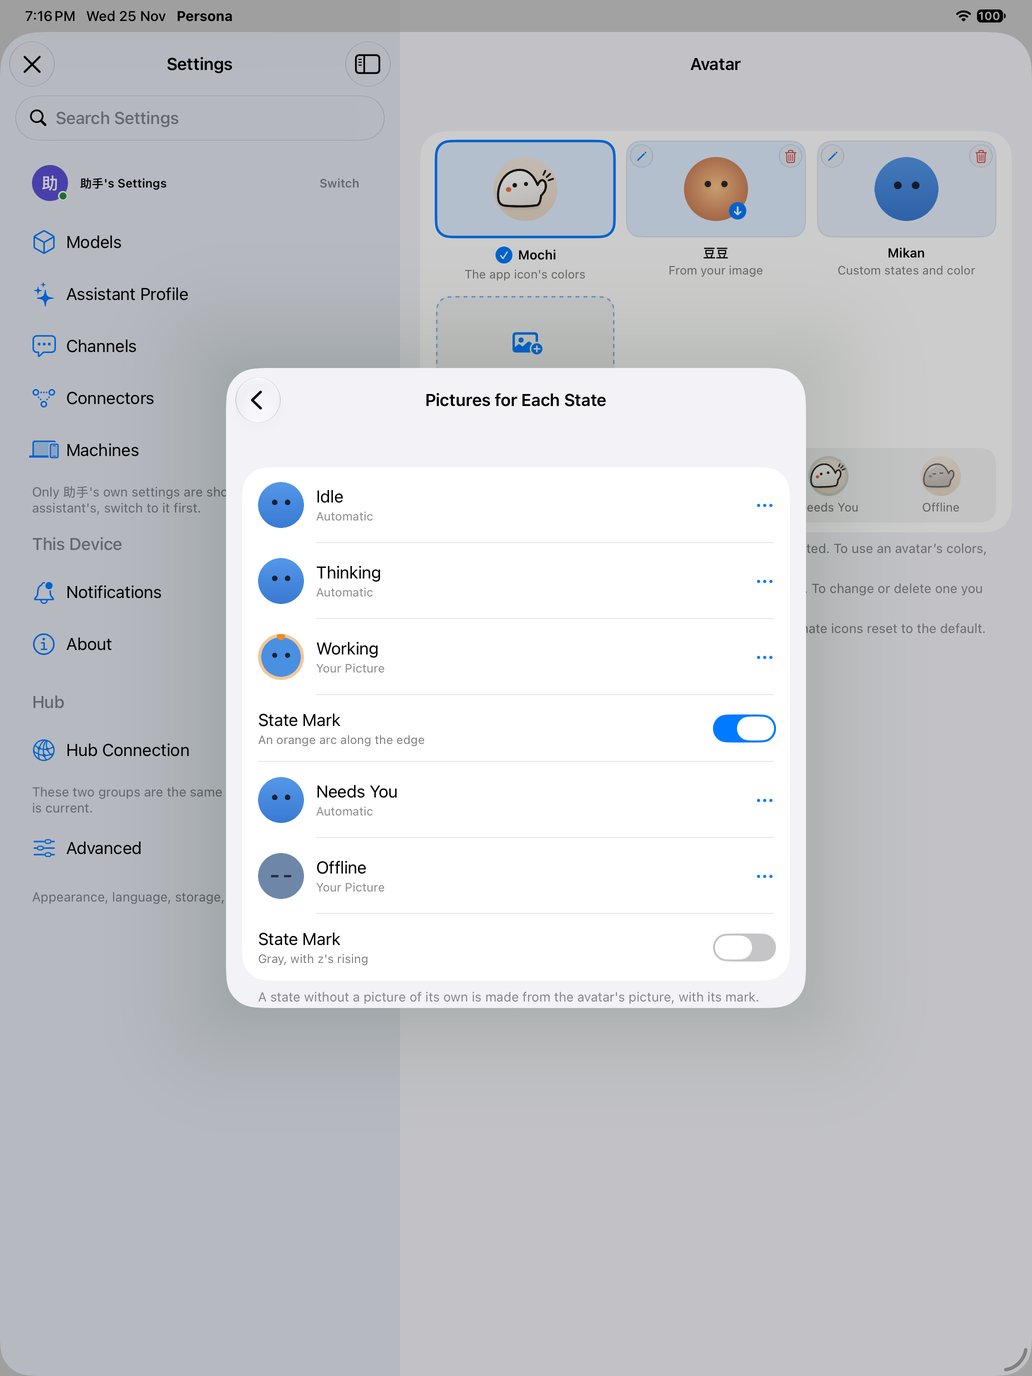 7:16 PM Wed 25 Nov Persona
100
Settings
Avatar
Search Settings
助
助手's Settings
Switch
Models
Assistant Profile
Channels
Connectors
Machines
Only 助手's own settings are sho
assistant's, switch to it first.
This Device
Notifications
About
Hub
Hub Connection
These two groups are the same
is current.
Advanced
Appearance, language, storage,
Mochi
The app icon's colors
豆豆
From your image
Mikan
Custom states and color
eeds You
Offline
ted. To use an avatar's colors,
. To change or delete one you
nate icons reset to the default.
Pictures for Each State
Idle
Automatic
Thinking
Automatic
Working
Your Picture
State Mark
An orange arc along the edge
Needs You
Automatic
Offline
Your Picture
State Mark
Gray, with z's rising
A state without a picture of its own is made from the avatar's picture, with its mark.